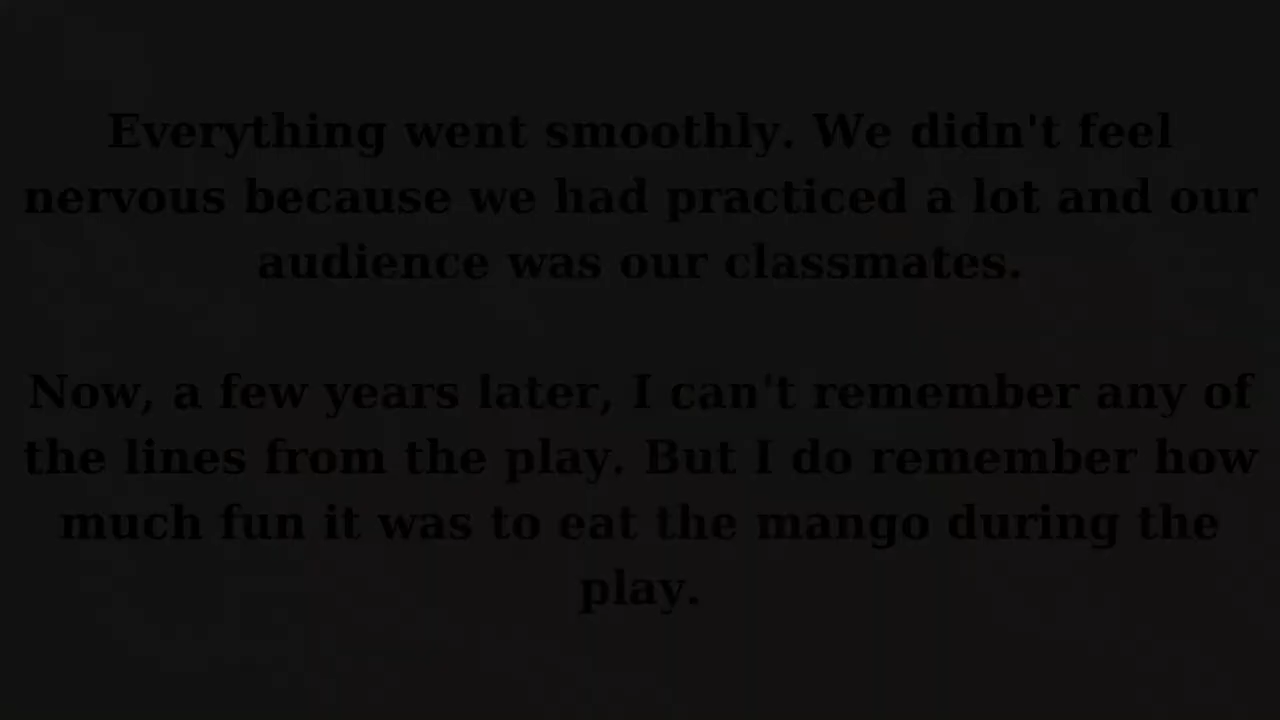 Everything went smoothly. We didn't feel
nervous because we had practiced a lot and our
audience was our classmates.
Now, a few years later, I can't remember any of
the lines from the play. But I do remember how
much fun it was to eat the mango during the
play.